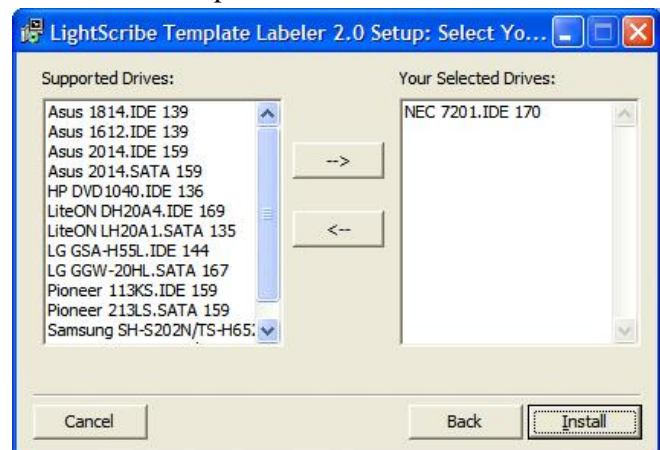 LightScribe Template Labeler 2.0 Setup: Select Yo...
Supported Drives:
Your Selected Drives:
Asus 1814.IDE 139
Asus 1612.IDE 139
Asus 2014.IDE 159
Asus 2014.SATA 159
HP DVD1040.IDE 136
LiteON DH20A4.IDE 169
LiteON LH20A1.SATA 135
LG GSA-H55L.IDE 144
LG GGW-20HL.SATA 167
Pioneer 113KS.IDE 159
Pioneer 213LS.SATA 159
Samsung SH-S202N/TS-H65
NEC 7201.IDE 170
-->
<--
Cancel
Back
Install